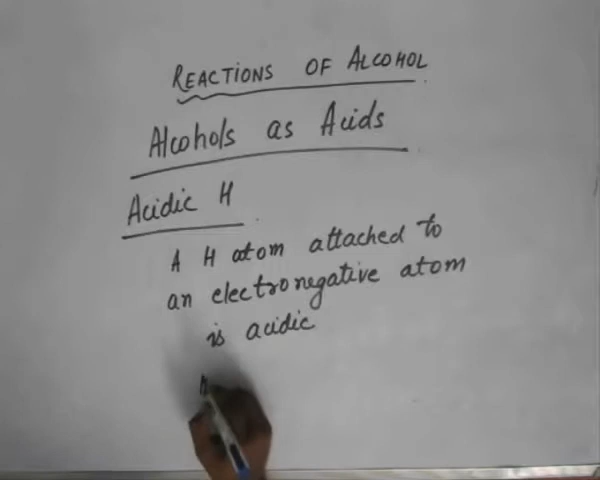 REACTIONS OF ALCOHOL
Alcohols as Acids
Acidic H
A H atom attached to
an electronegative atom
is acidic